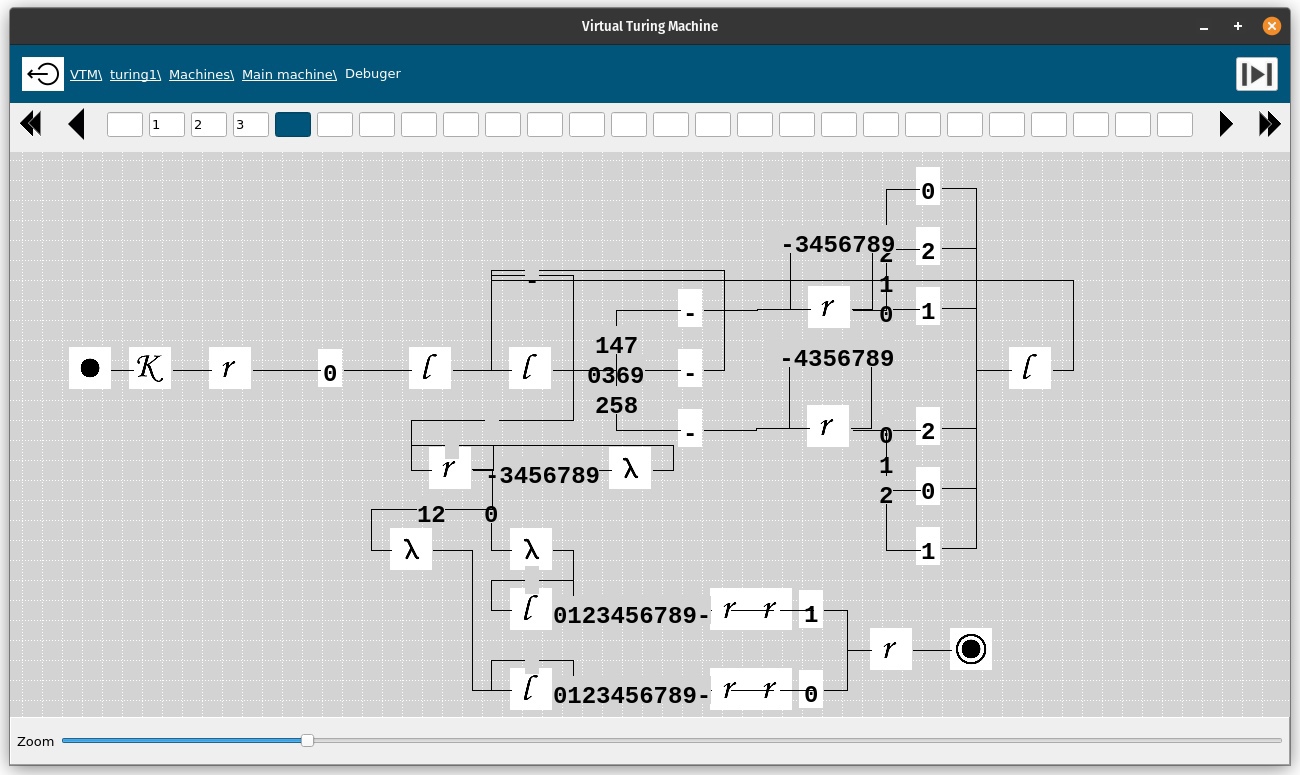 Virtual Turing Machine
VTM\ turing1\ Machines\ Main machine\ Debuger
1 2 3
0
-3456789
2 2
-
1
- r 0 1
147
-4356789
K r 0 l l 0369 - l
258
- r 0 2
r -3456789 λ
1
2 0
12 0
λ λ 1
l 0123456789- r r 1
r
l 0123456789- r r 0
Zoom